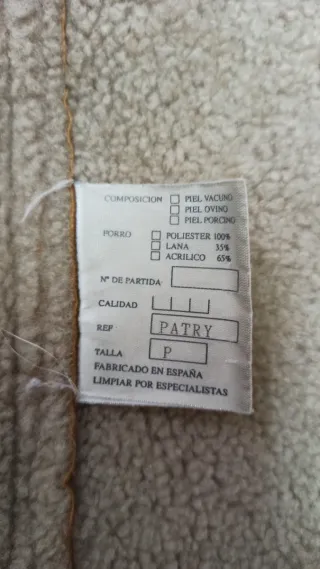 COMPOSICION PIEL VACUNO
PIEL OVINO
PIEL PORCINO
FORRO POLIESTER 100%
LANA 35%
ACRILICO 65%
Nº DE PARTIDA
CALIDAD
REF PATRY
TALLA P
FABRICADO EN ESPAÑA
LIMPIAR POR ESPECIALISTAS